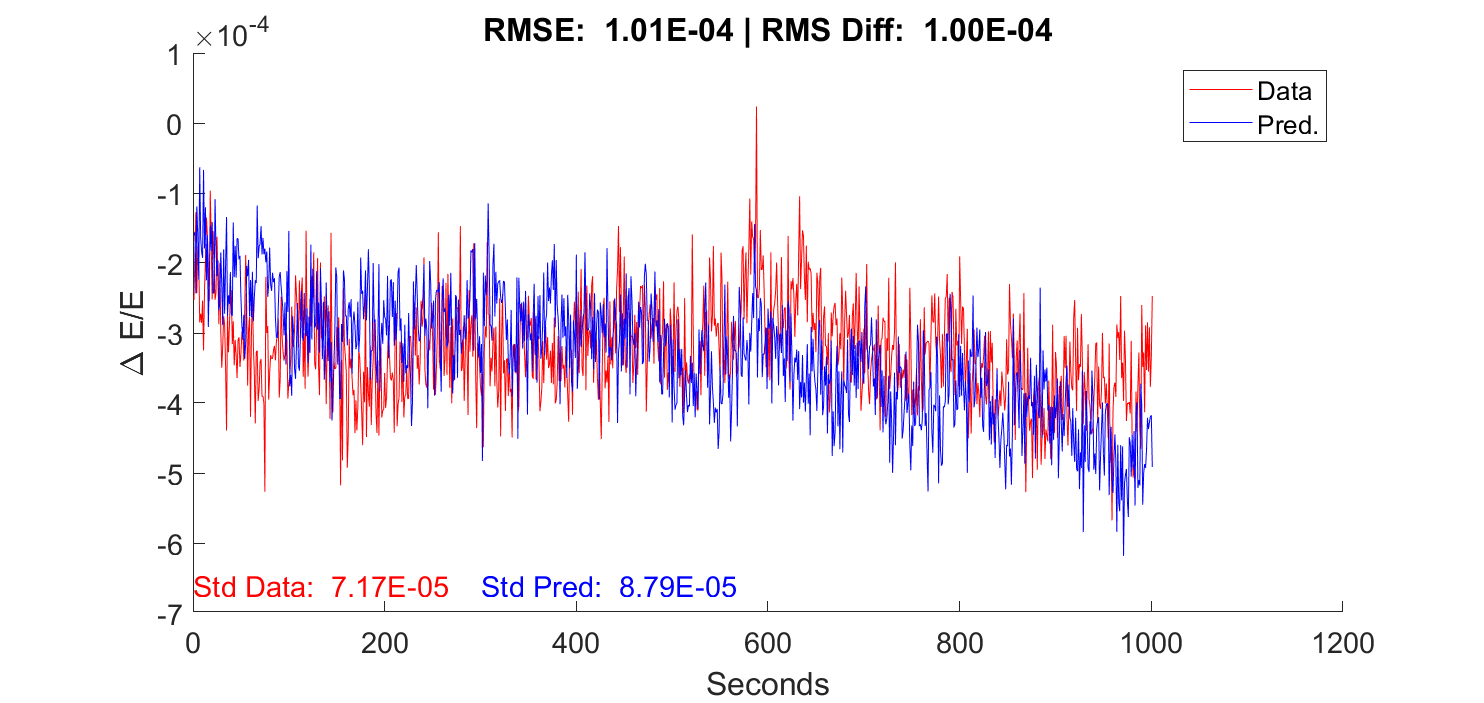 RMSE: 1.01E-04 | RMS Diff: 1.00E-04
×10^-4
1
0
-1
-2
-3
-4
-5
-6
-7
Δ E/E
Data
Pred.
Std Data: 7.17E-05 Std Pred: 8.79E-05
0 200 400 600 800 1000 1200
Seconds